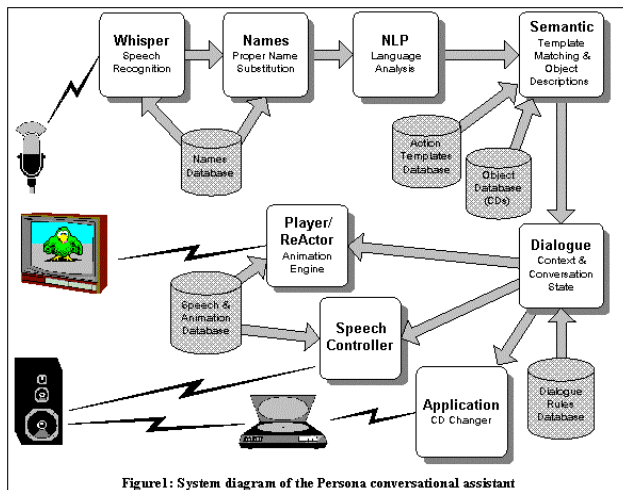 Whisper
Speech
Recognition
Names
Proper Name
Substitution
NLP
Language
Analysis
Semantic
Template
Matching &
Object
Descriptions
Names
Database
Action
Templates
Database
Object
Database
(CDs)
Player/
ReActor
Animation
Engine
Dialogue
Context &
Conversation
State
Speech &
Animation
Database
Speech
Controller
Application
CD Changer
Dialogue
Rules
Database
Figure1: System diagram of the Persona conversational assistant